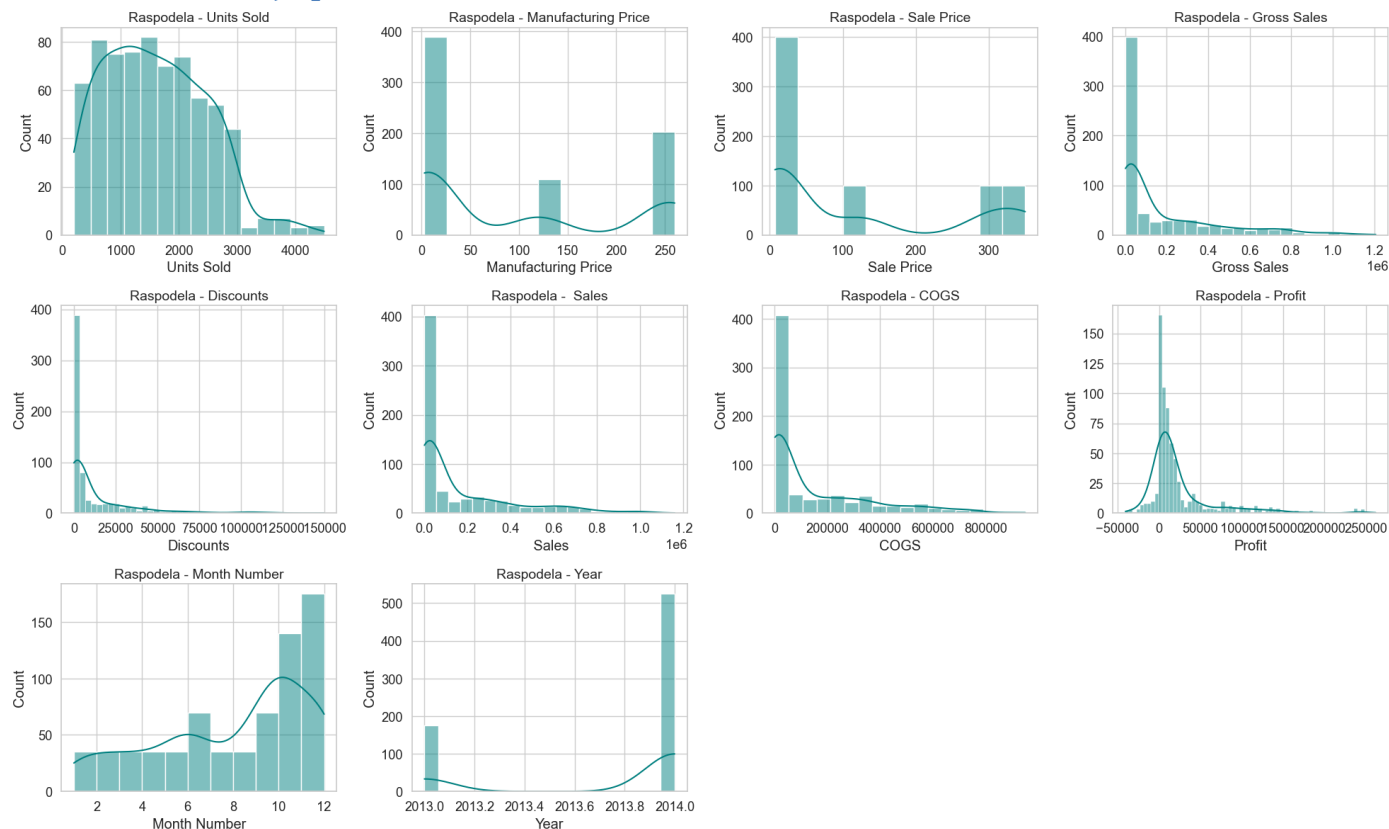 Raspodela - Units Sold
Count
80
60
40
20
0
0 1000 2000 3000 4000
Units Sold
Raspodela - Manufacturing Price
Count
400
300
200
100
0
0 50 100 150 200 250
Manufacturing Price
Raspodela - Sale Price
Count
400
300
200
100
0
0 100 200 300
Sale Price
Raspodela - Gross Sales
Count
400
300
200
100
0
0.0 0.2 0.4 0.6 0.8 1.0 1.2
1e6
Gross Sales
Raspodela - Discounts
Count
400
300
200
100
0
0 25000 50000 75000 100000 125000 150000
Discounts
Raspodela - Sales
Count
400
300
200
100
0
0.0 0.2 0.4 0.6 0.8 1.0 1.2
1e6
Sales
Raspodela - COGS
Count
400
300
200
100
0
0 200000 400000 600000 800000
COGS
Raspodela - Profit
Count
150
125
100
75
50
25
0
−50000 0 50000 100000 150000 200000 250000
Profit
Raspodela - Month Number
Count
150
100
50
0
2 4 6 8 10 12
Month Number
Raspodela - Year
Count
500
400
300
200
100
0
2013.0 2013.2 2013.4 2013.6 2013.8 2014.0
Year